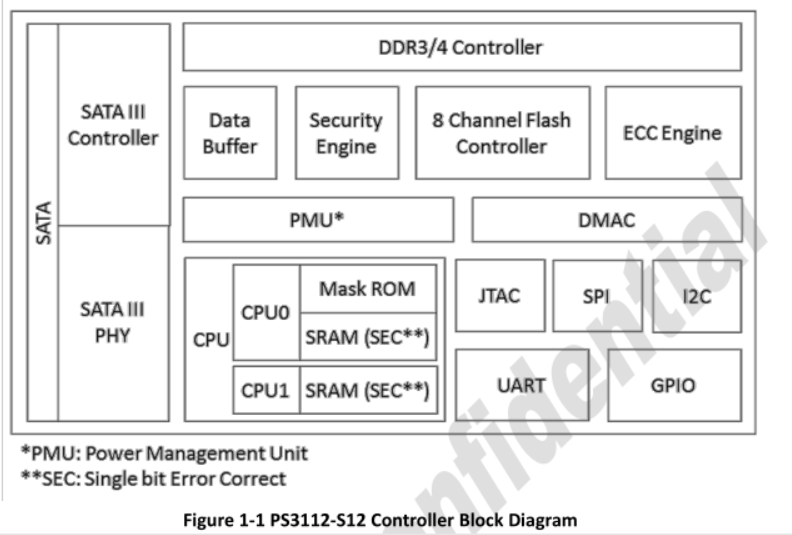 DDR3/4 Controller
SATA III
Controller
Data
Buffer
Security
Engine
8 Channel Flash
Controller
ECC Engine
SATA
PMU*
DMAC
SATA III
PHY
CPU
CPU0
Mask ROM
SRAM (SEC**)
CPU1
SRAM (SEC**)
JTAC
SPI
I2C
UART
GPIO
*PMU: Power Management Unit
**SEC: Single bit Error Correct
Figure 1-1 PS3112-S12 Controller Block Diagram
nfidential